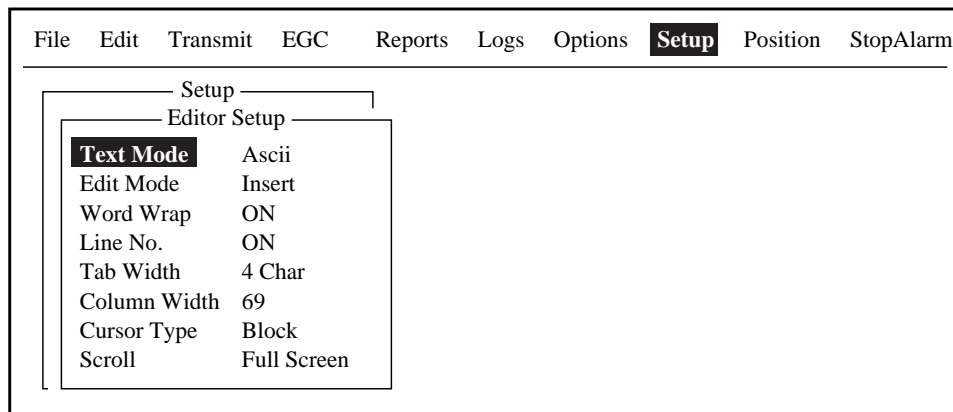 File Edit Transmit EGC Reports Logs Options Setup Position StopAlarm
Setup
Editor Setup
Text Mode Ascii
Edit Mode Insert
Word Wrap ON
Line No. ON
Tab Width 4 Char
Column Width 69
Cursor Type Block
Scroll Full Screen